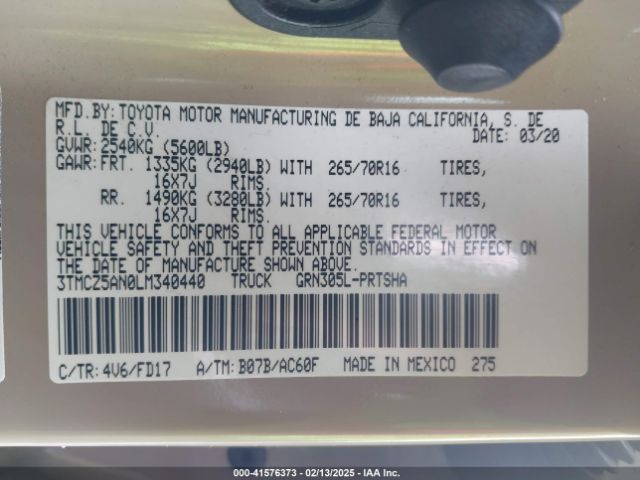 MFD.BY: TOYOTA MOTOR MANUFACTURING DE BAJA CALIFORNIA, S. DE
R.L. DE C.V. DATE: 03/20
GVWR: 2540KG (5600LB)
GAWR: FRT. 1335KG (2940LB) WITH 265/70R16 TIRES,
16X7J RIMS.
RR. 1490KG (3280LB) WITH 265/70R16 TIRES,
16X7J RIMS.
THIS VEHICLE CONFORMS TO ALL APPLICABLE FEDERAL MOTOR
VEHICLE SAFETY AND THEFT PREVENTION STANDARDS IN EFFECT ON
THE DATE OF MANUFACTURE SHOWN ABOVE.
3TMCZ5AN0LM340440 TRUCK GRN305L-PRTSHA
C/TR: 4V6/FD17 A/TM: B07B/AC60F MADE IN MEXICO 275
000-41576373 - 02/13/2025 - IAA Inc.